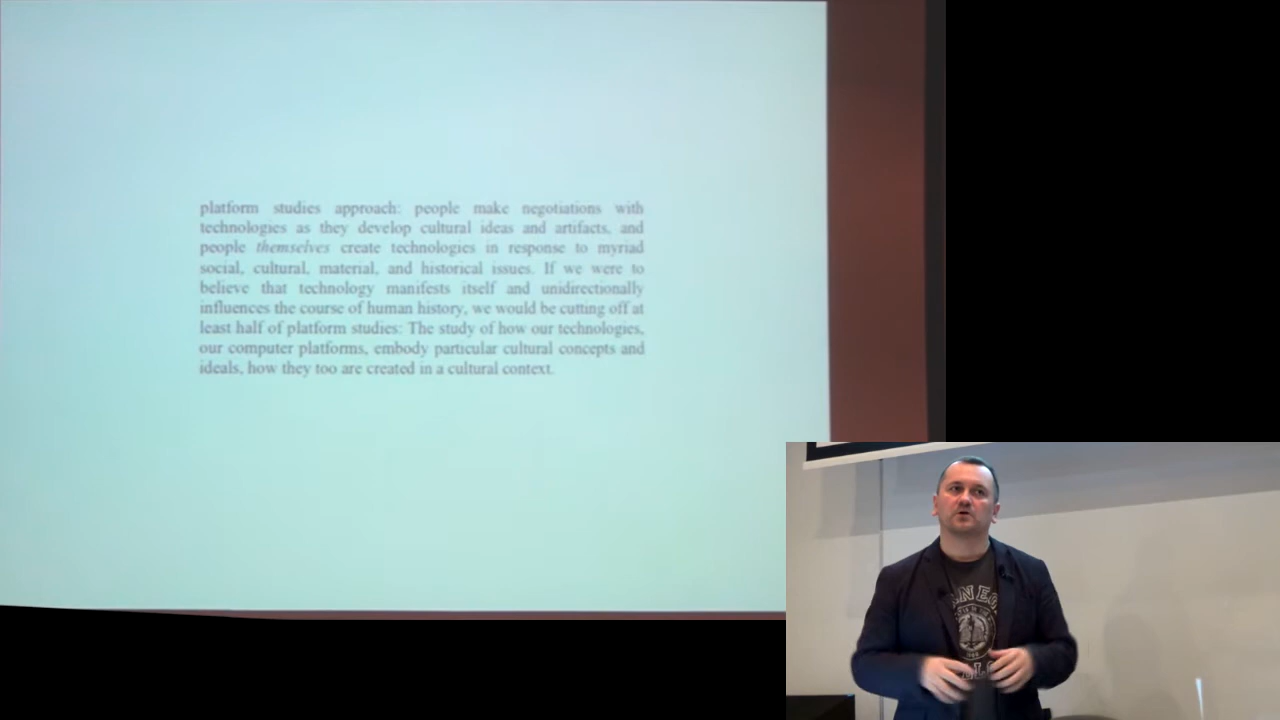 platform studies approach: people make negotiations with
technologies as they develop cultural ideas and artifacts, and
people themselves create technologies in response to myriad
social, cultural, material, and historical issues. If we were to
believe that technology manifests itself and unidirectionally
influences the course of human history, we would be cutting off at
least half of platform studies: The study of how our technologies,
our computer platforms, embody particular cultural concepts and
ideals, how they too are created in a cultural context.